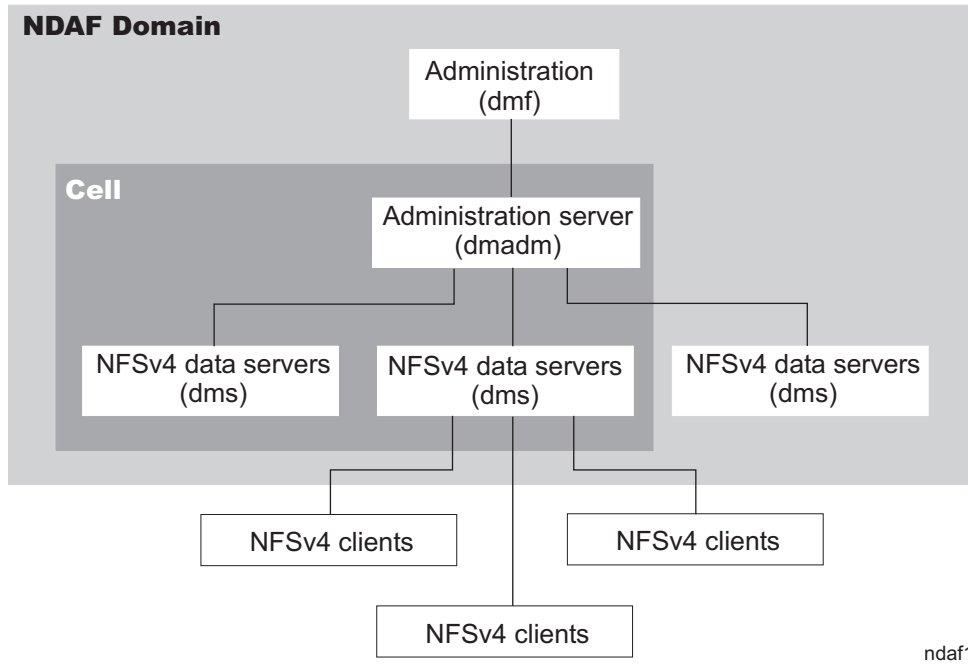 NDAF Domain
Administration
(dmf)
Cell
Administration server
(dmadm)
NFSv4 data servers
(dms)
NFSv4 data servers
(dms)
NFSv4 data servers
(dms)
NFSv4 clients
NFSv4 clients
NFSv4 clients
ndaf1